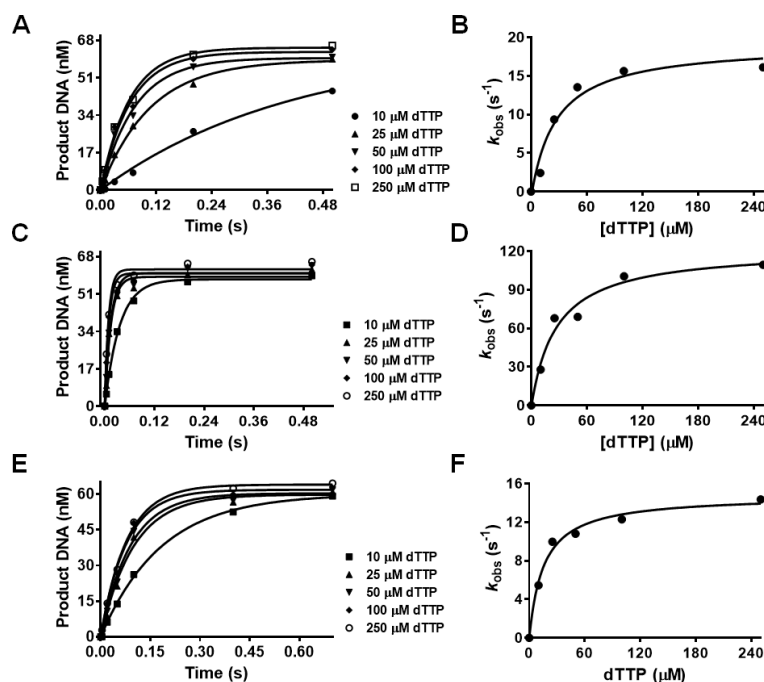 A
Product DNA (nM)
68
51
34
17
0
0.00
0.12
0.24
0.36
0.48
Time (s)
10 μM dTTP
25 μM dTTP
50 μM dTTP
100 μM dTTP
250 μM dTTP
B
kobs (s-1)
20
15
10
5
0
0
60
120
180
240
[dTTP] (μM)
C
Product DNA (nM)
68
51
34
17
0
0.00
0.12
0.24
0.36
0.48
Time (s)
10 μM dTTP
25 μM dTTP
50 μM dTTP
100 μM dTTP
250 μM dTTP
D
kobs (s-1)
120
90
60
30
0
0
60
120
180
240
[dTTP] (μM)
E
Product DNA (nM)
60
45
30
15
0
0.00
0.15
0.30
0.45
0.60
Time (s)
10 μM dTTP
25 μM dTTP
50 μM dTTP
100 μM dTTP
250 μM dTTP
F
kobs (s-1)
16
12
8
4
0
0
60
120
180
240
dTTP (μM)